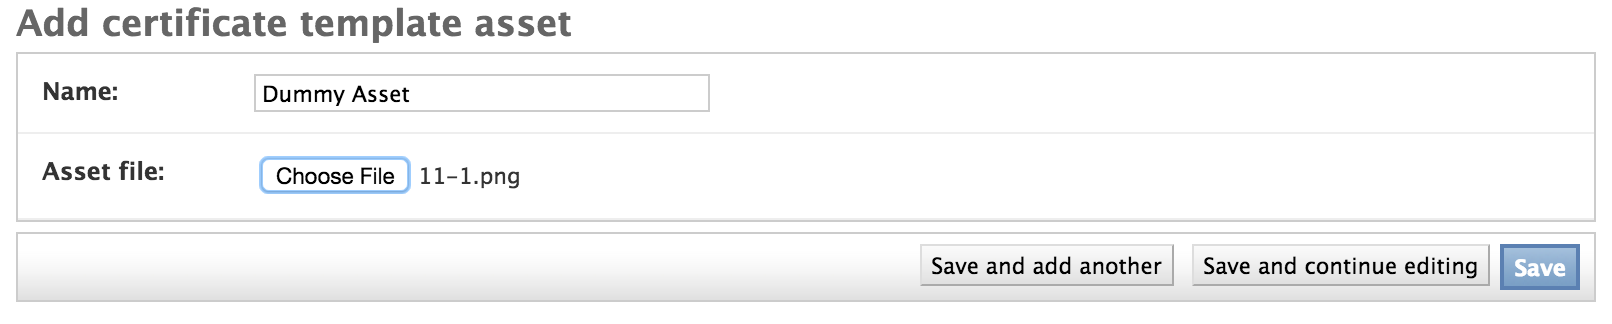 Add certificate template asset
Name: Dummy Asset
Asset file: Choose File 11-1.png
Save and add another Save and continue editing Save